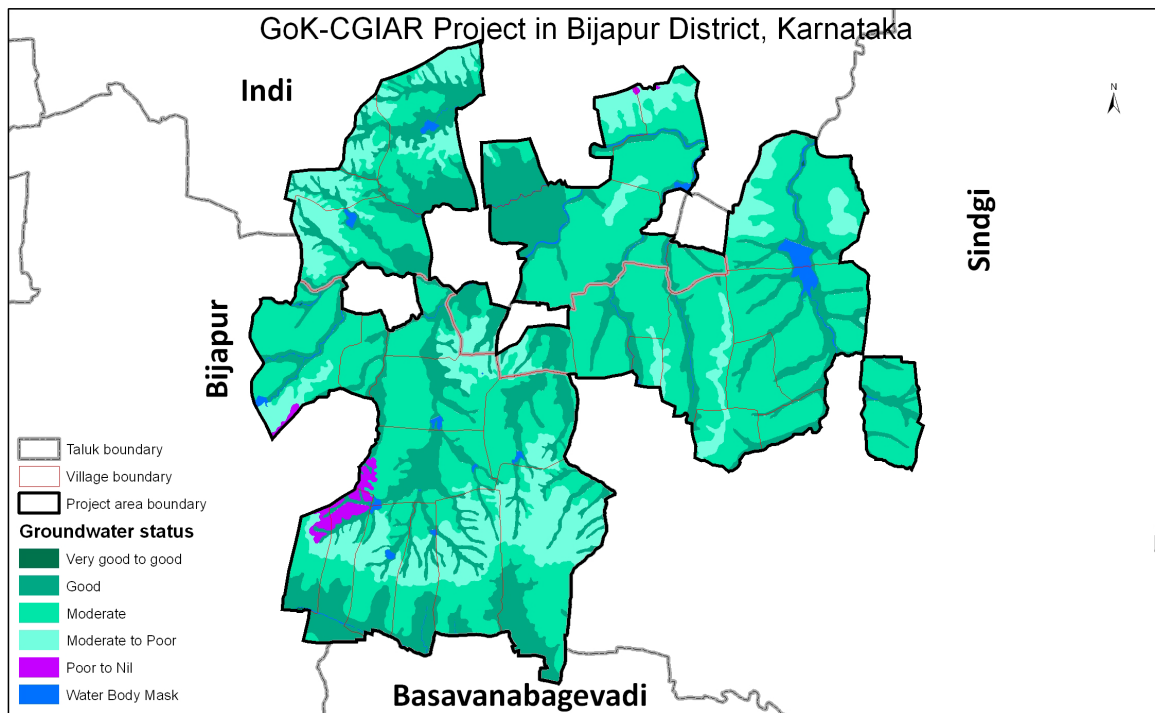 GoK-CGIAR Project in Bijapur District, Karnataka
Indi
N
Sindgi
Bijapur
Taluk boundary
Village boundary
Project area boundary
Groundwater status
Very good to good
Good
Moderate
Moderate to Poor
Poor to Nil
Water Body Mask
Basavanabagevadi